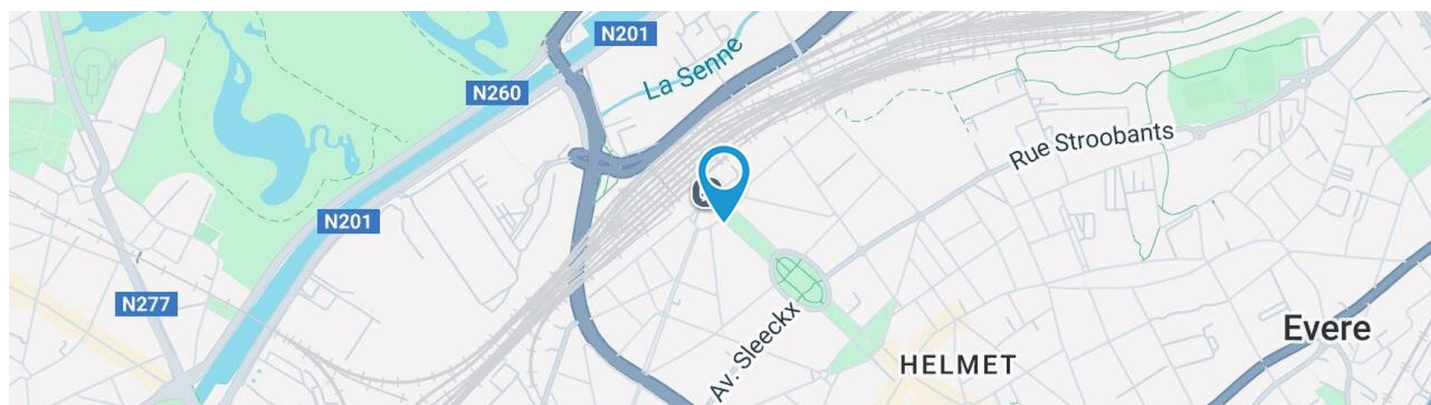 N201
La Senne
N260
Rue Stroobants
N201
N277
Av. Sleeckx
Evere
HELMET